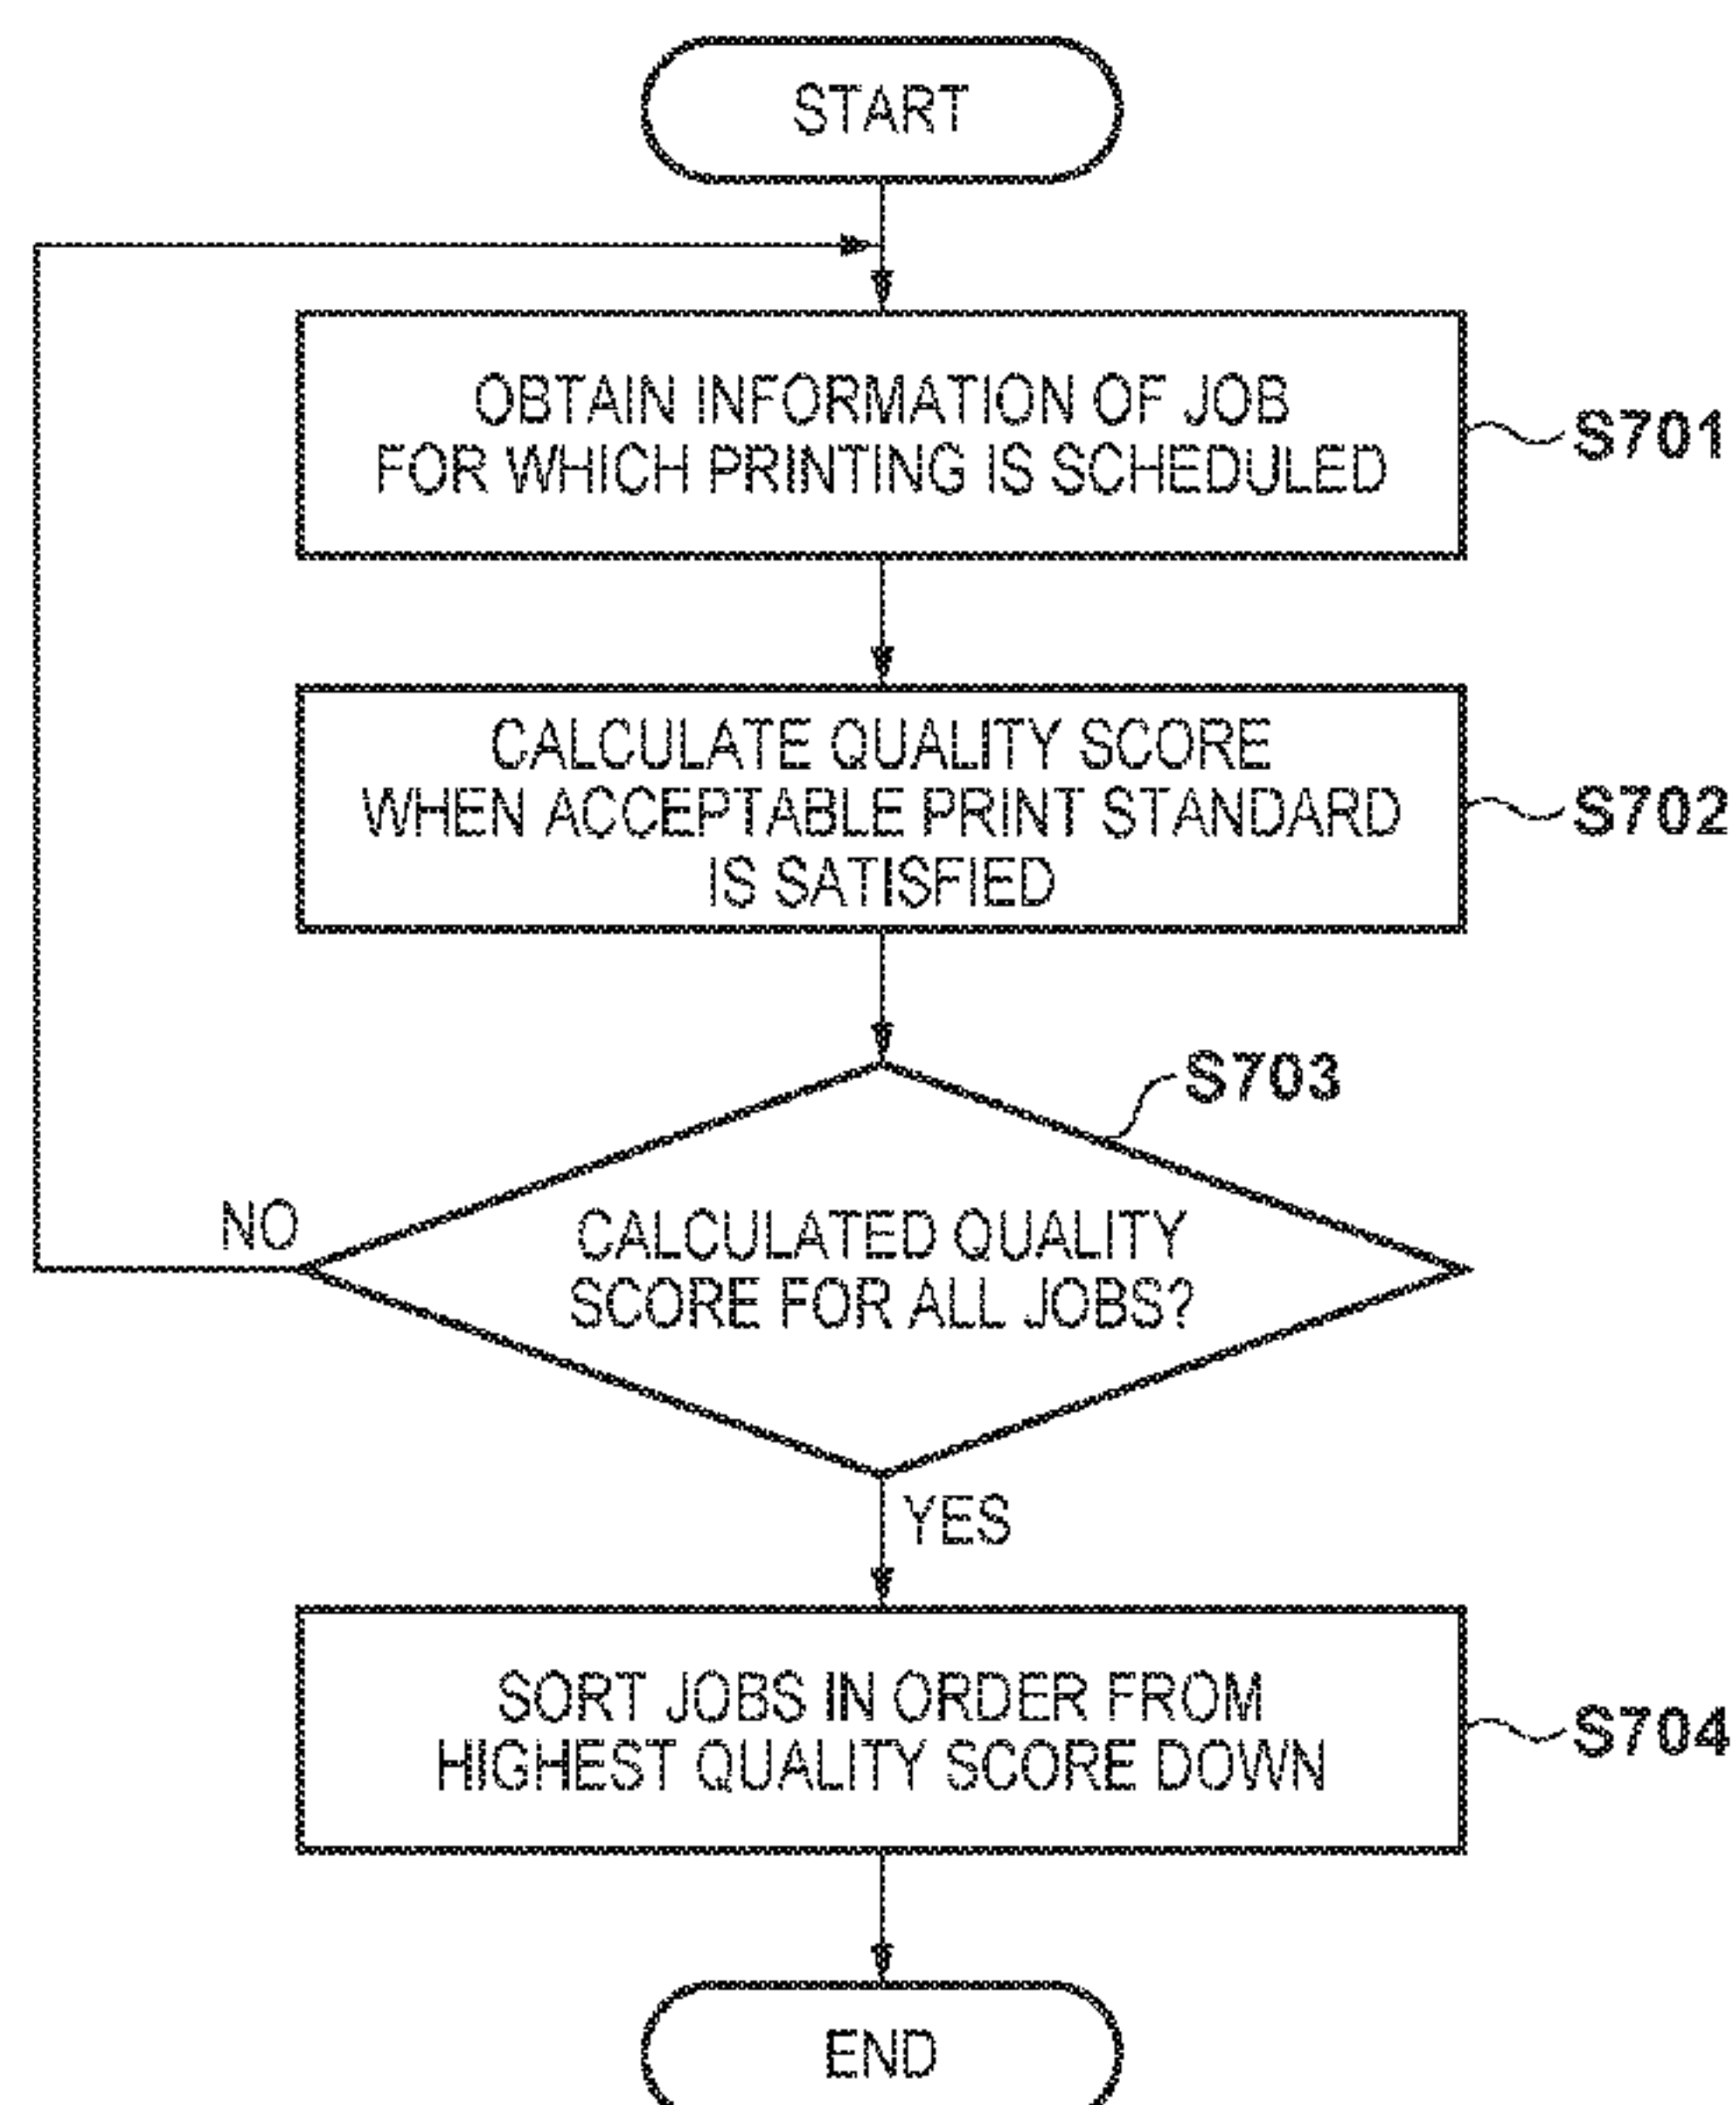 START
OBTAIN INFORMATION OF JOB
FOR WHICH PRINTING IS SCHEDULED
S701
CALCULATE QUALITY SCORE
WHEN ACCEPTABLE PRINT STANDARD
IS SATISFIED
S702
S703
NO
CALCULATED QUALITY
SCORE FOR ALL JOBS?
YES
SORT JOBS IN ORDER FROM
HIGHEST QUALITY SCORE DOWN
S704
END